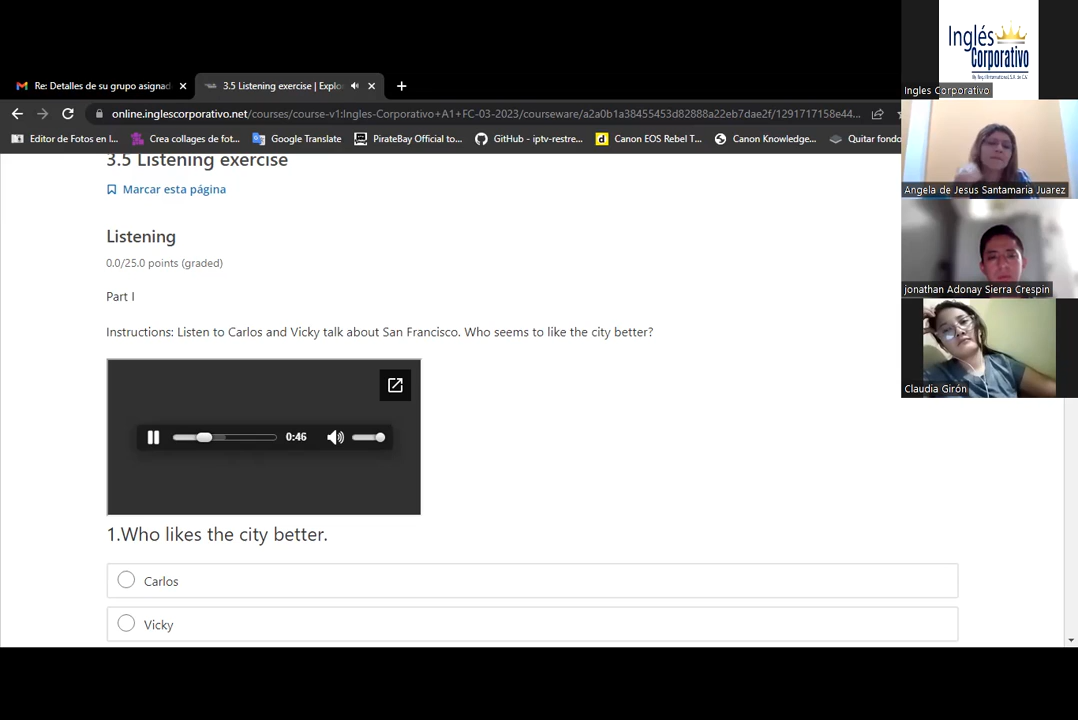 Re: Detalles de su grupo asignad
3.5 Listening exercise | Explo
online.inglescorporativo.net/courses/course-v1:Ingles-Corporativo+A1+FC-03-2023/courseware/a2a0b1a38455453d82888a22eb7dae2f/1291717158e44...
Editor de Fotos en l...
Crea collages de fot...
Google Translate
PirateBay Official to...
GitHub - iptv-restre...
Canon EOS Rebel T...
Canon Knowledge...
Quitar fondo
3.5 Listening exercise
Marcar esta página
Listening
0.0/25.0 points (graded)
Part I
Instructions: Listen to Carlos and Vicky talk about San Francisco. Who seems to like the city better?
0:46
1.Who likes the city better.
Carlos
Vicky
Inglés
Corporativo
Ingles Corporativo
Angela de Jesus Santamaria Juarez
jonathan Adonay Sierra Crespin
Claudia Girón